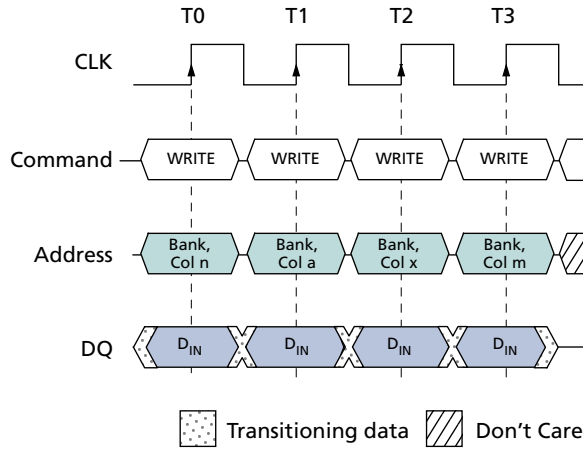 T0 T1 T2 T3
CLK
Command WRITE WRITE WRITE WRITE
Address Bank, Col n Bank, Col a Bank, Col x Bank, Col m
DQ DIN DIN DIN DIN
Transitioning data Don't Care